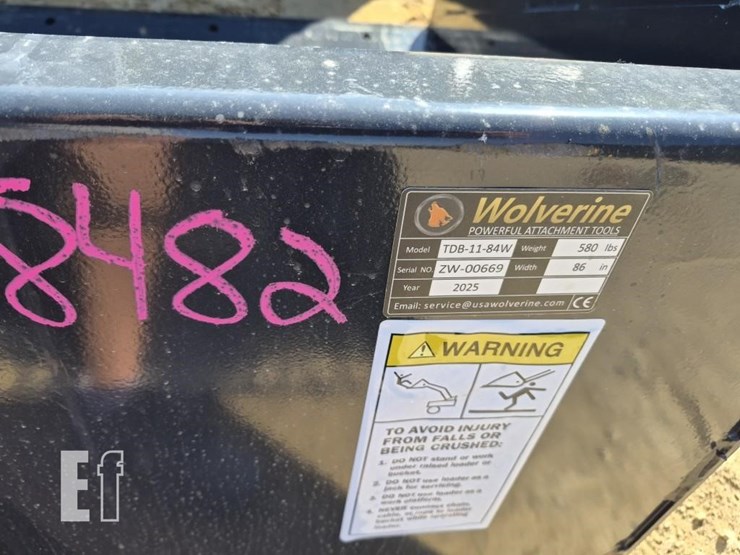 8482
Wolverine
POWERFUL ATTACHMENT TOOLS
Model TDB-11-84W Weight 580 lbs
Serial NO. ZW-00669 Width 86 in
Year 2025
Email: service@usawolverine.com CE
WARNING
TO AVOID INJURY
FROM FALLS OR
BEING CRUSHED:
1. DO NOT stand or work
under raised loader or
bucket.
2. DO NOT use loader as a
jack for servicing.
3. DO NOT use loader as a
work platform.
4. NEVER
Ef